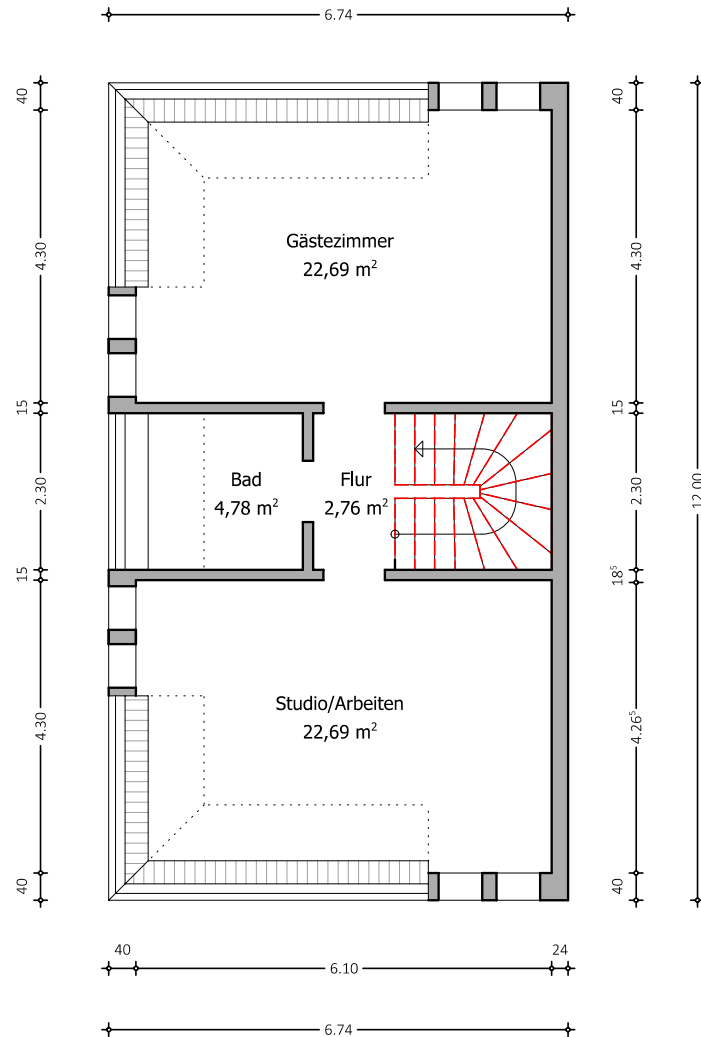 6.74
40
40
4.30
4.30
Gästezimmer
22,69 m²
15
15
2.30
2.30
12.00
Bad
4,78 m²
Flur
2,76 m²
15
18⁵
4.30
4.26⁵
Studio/Arbeiten
22,69 m²
40
40
40
6.10
24
6.74